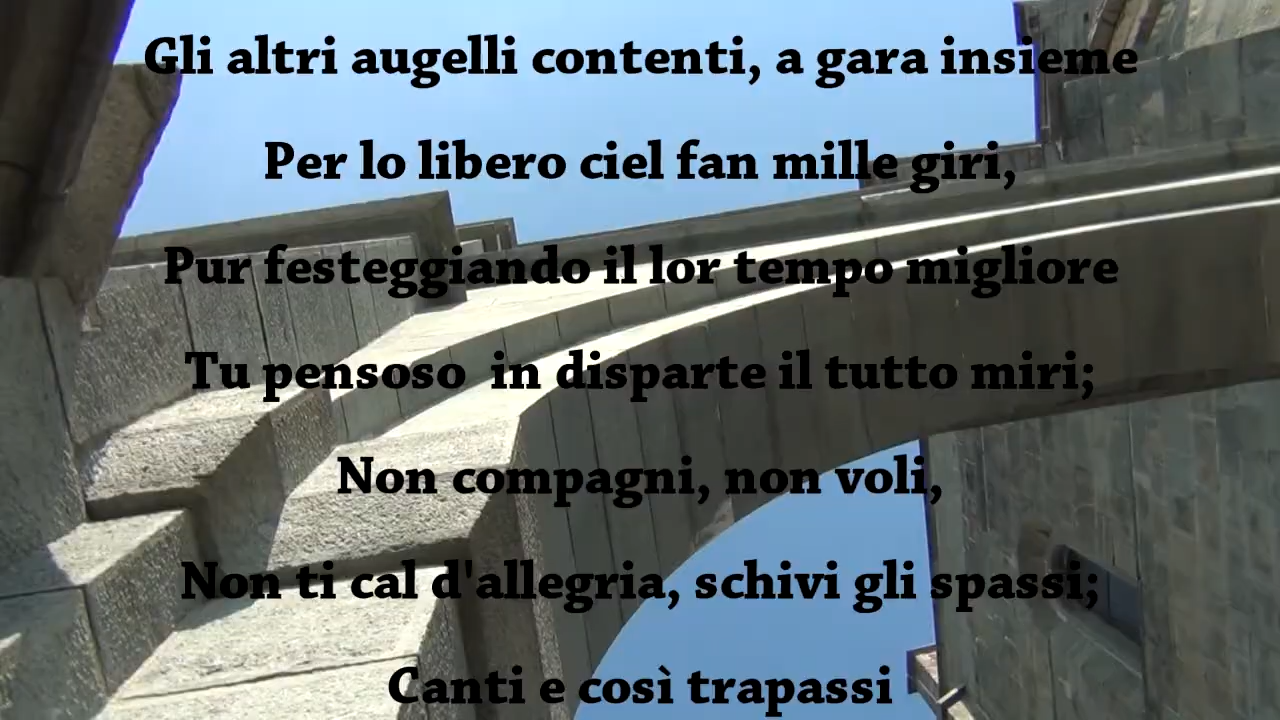 Gli altri augelli contenti, a gara insieme
Per lo libero ciel fan mille giri,
Pur festeggiando il lor tempo migliore
Tu pensoso  in disparte il tutto miri;
Non compagni, non voli,
Non ti cal d'allegria, schivi gli spassi;
Canti e così trapassi